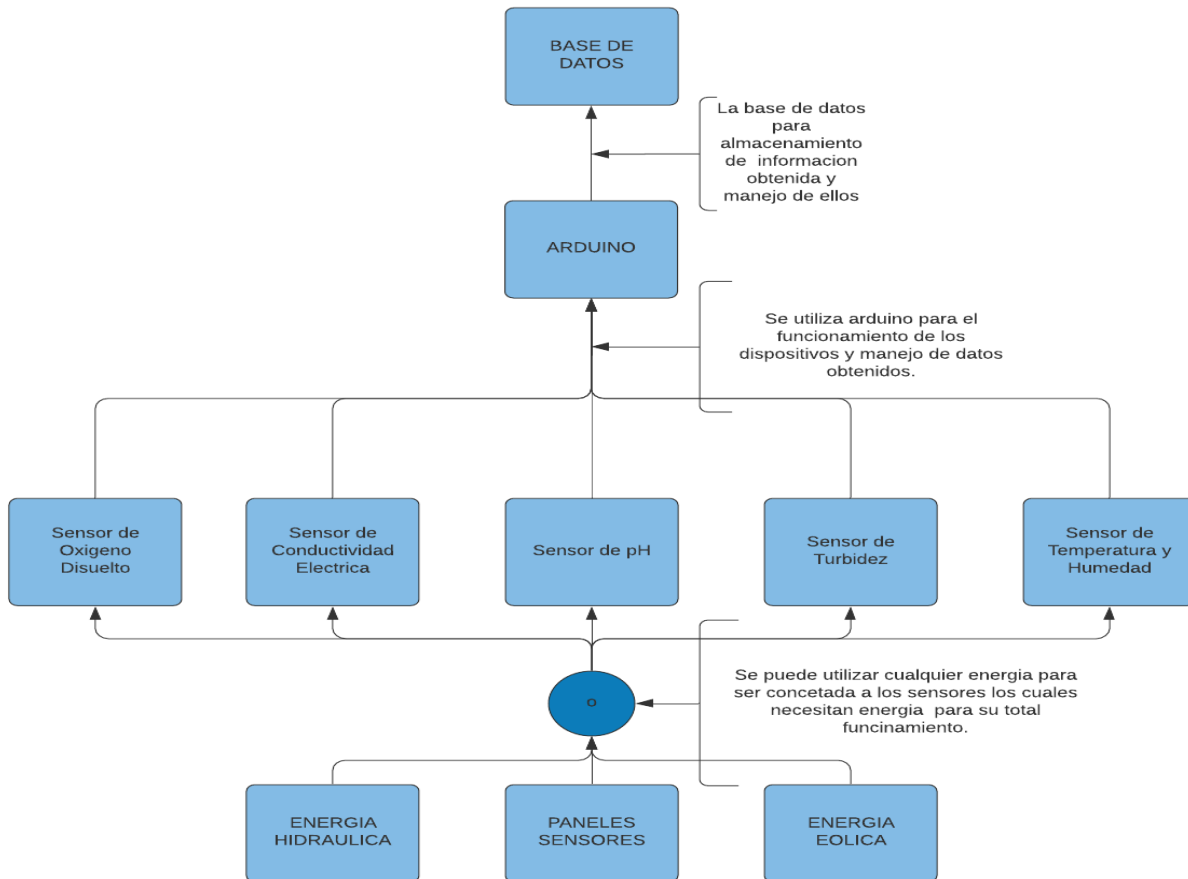 BASE DE
DATOS
La base de datos
para
almacenamiento
de informacion
obtenida y
manejo de ellos
ARDUINO
Se utiliza arduino para el
funcionamiento de los
dispositivos y manejo de datos
obtenidos.
Sensor de
Oxigeno
Disuelto
Sensor de
Conductividad
Electrica
Sensor de pH
Sensor de
Turbidez
Sensor de
Temperatura y
Humedad
Se puede utilizar cualquier energia para
ser concetada a los sensores los cuales
necesitan energia para su total
funcinamiento.
O
ENERGIA
HIDRAULICA
PANELES
SENSORES
ENERGIA
EOLICA